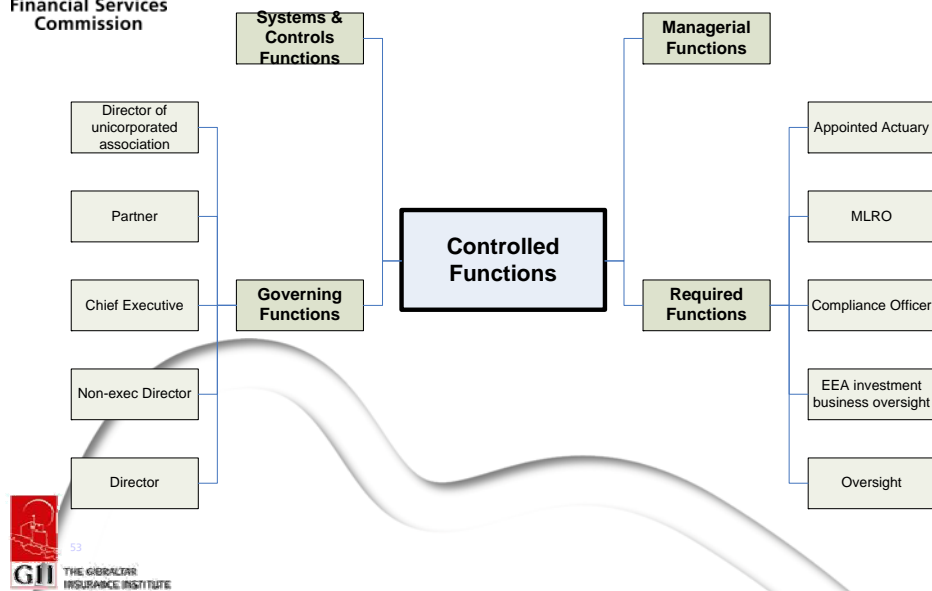 Financial Services
Commission
Systems &
Controls
Functions
Managerial
Functions
Director of
unicorporated
association
Appointed Actuary
Partner
MLRO
Controlled
Functions
Chief Executive
Governing
Functions
Required
Functions
Compliance Officer
Non-exec Director
EEA investment
business oversight
Director
Oversight
53
GII
THE GIBRALTAR
INSURANCE INSTITUTE